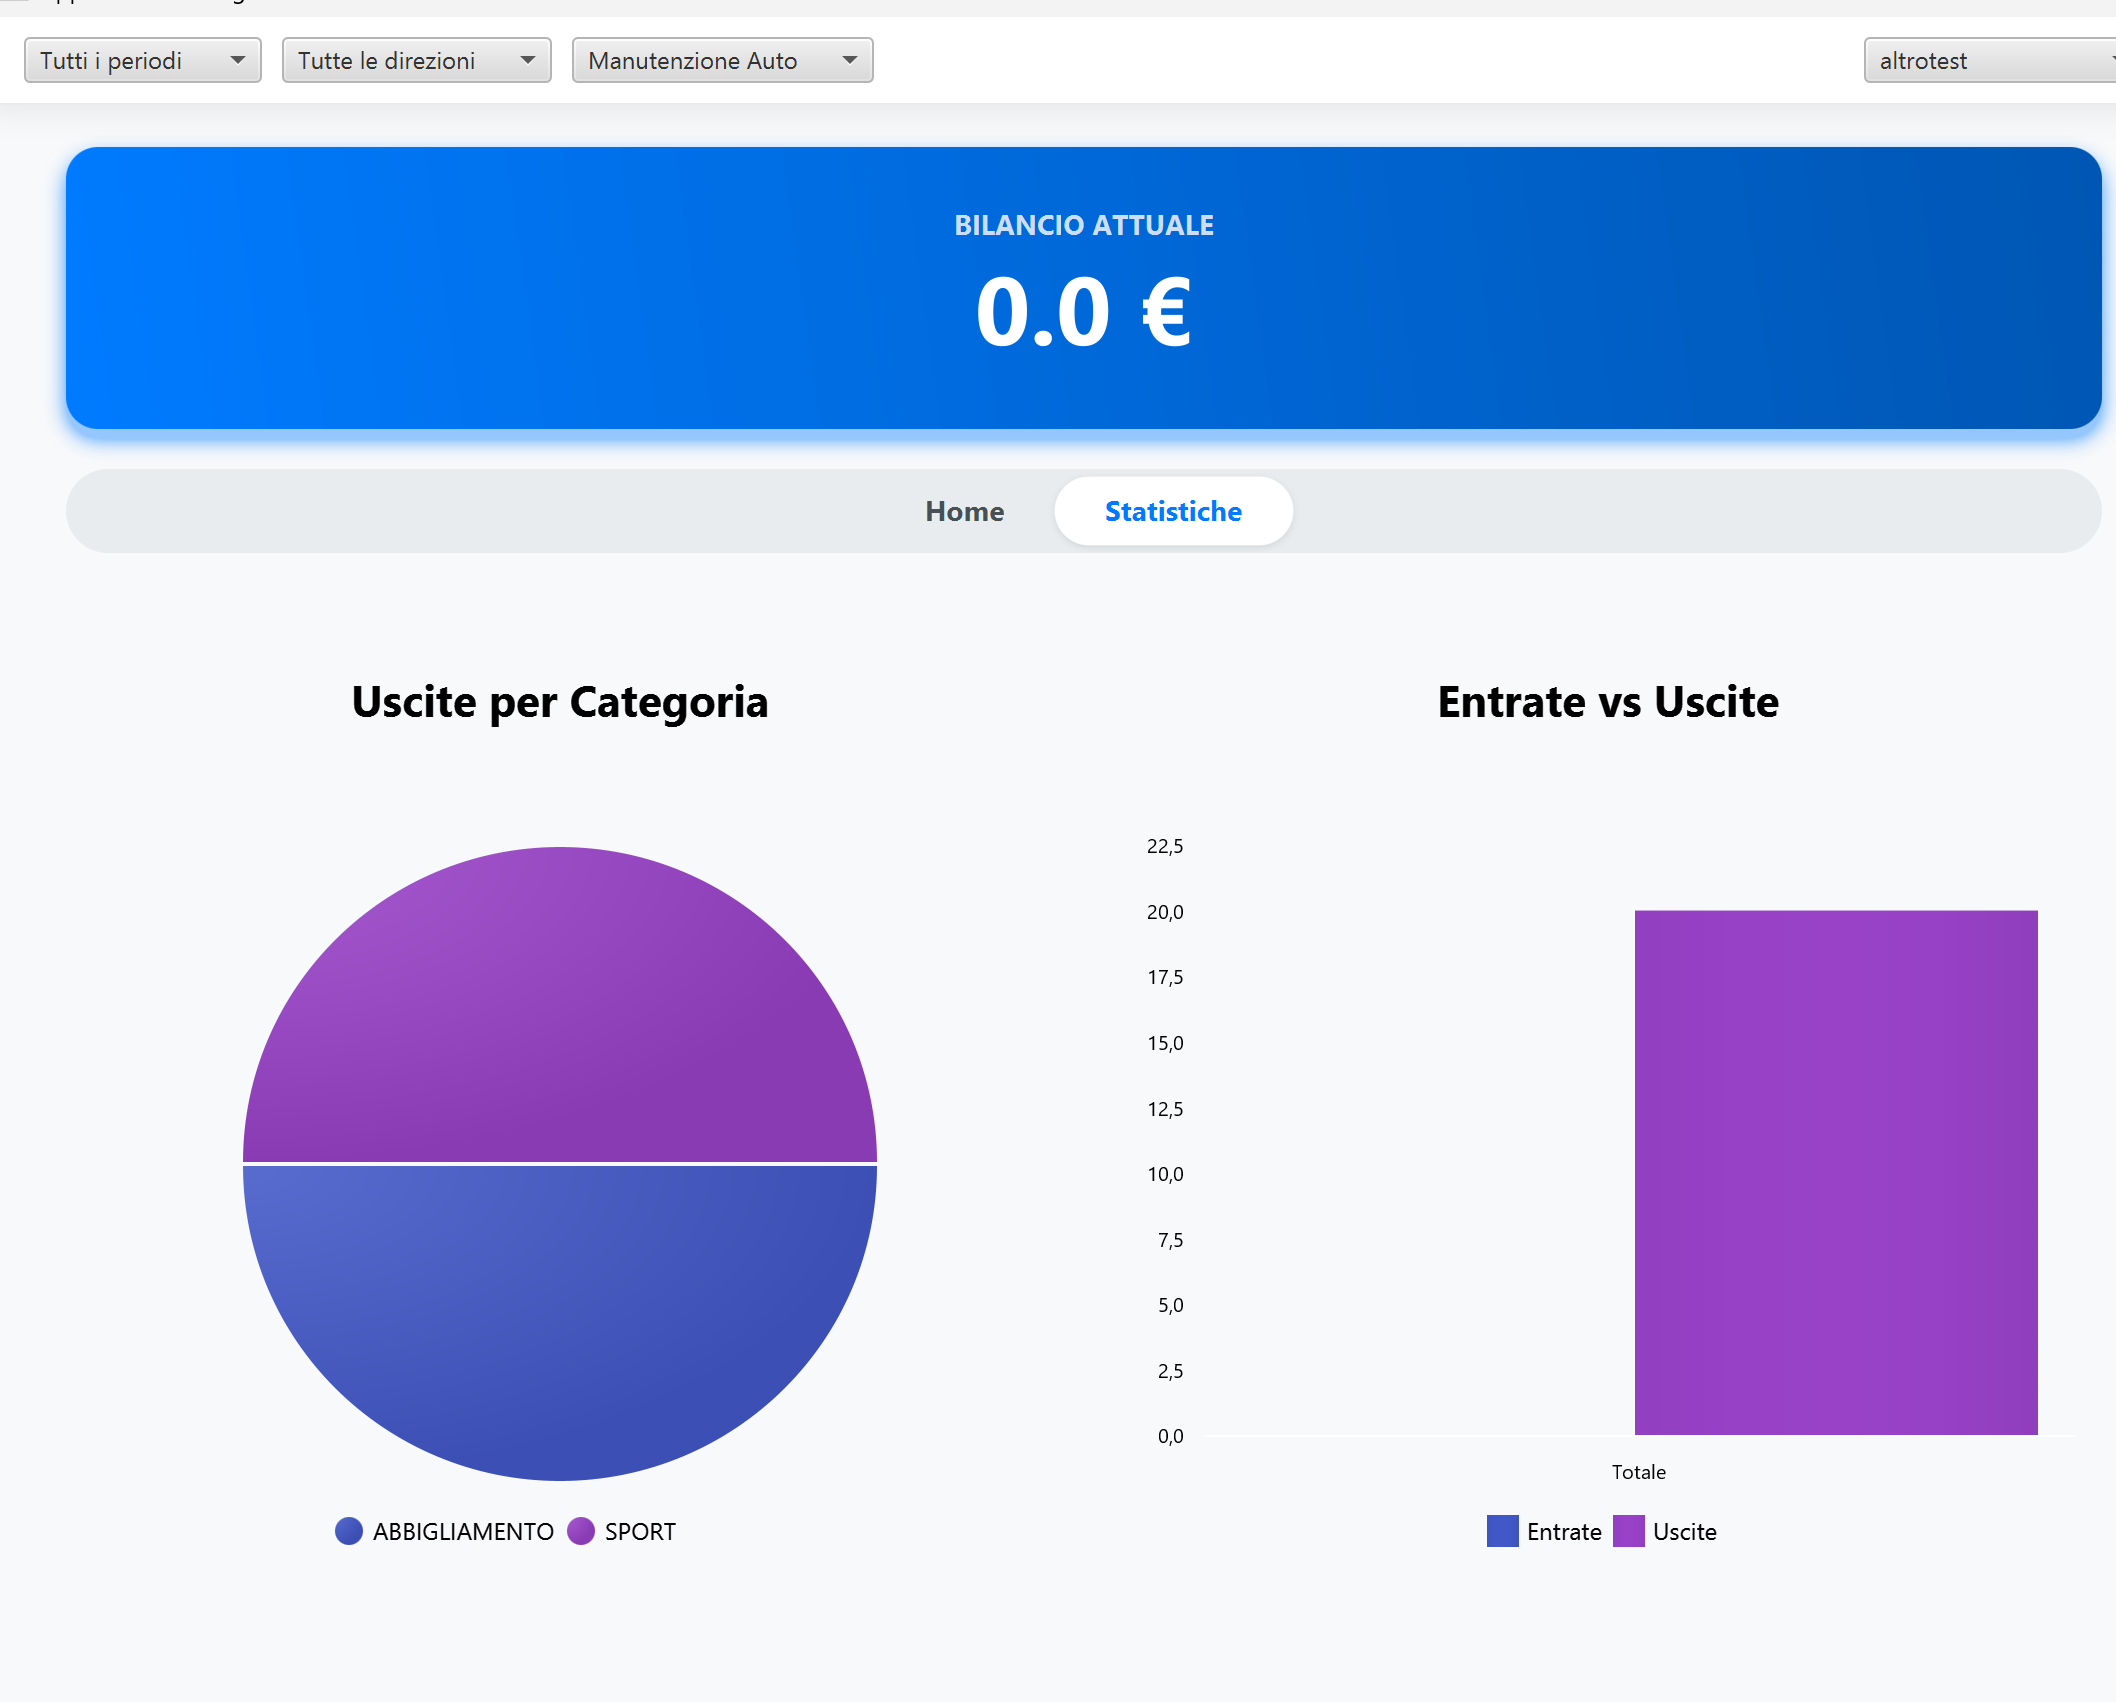 Tutti i periodi Tutte le direzioni Manutenzione Auto altrotest
BILANCIO ATTUALE
0.0 €
Home Statistiche
Uscite per Categoria
ABBIGLIAMENTO SPORT
Entrate vs Uscite
22,5
20,0
17,5
15,0
12,5
10,0
7,5
5,0
2,5
0,0
Totale
Entrate Uscite